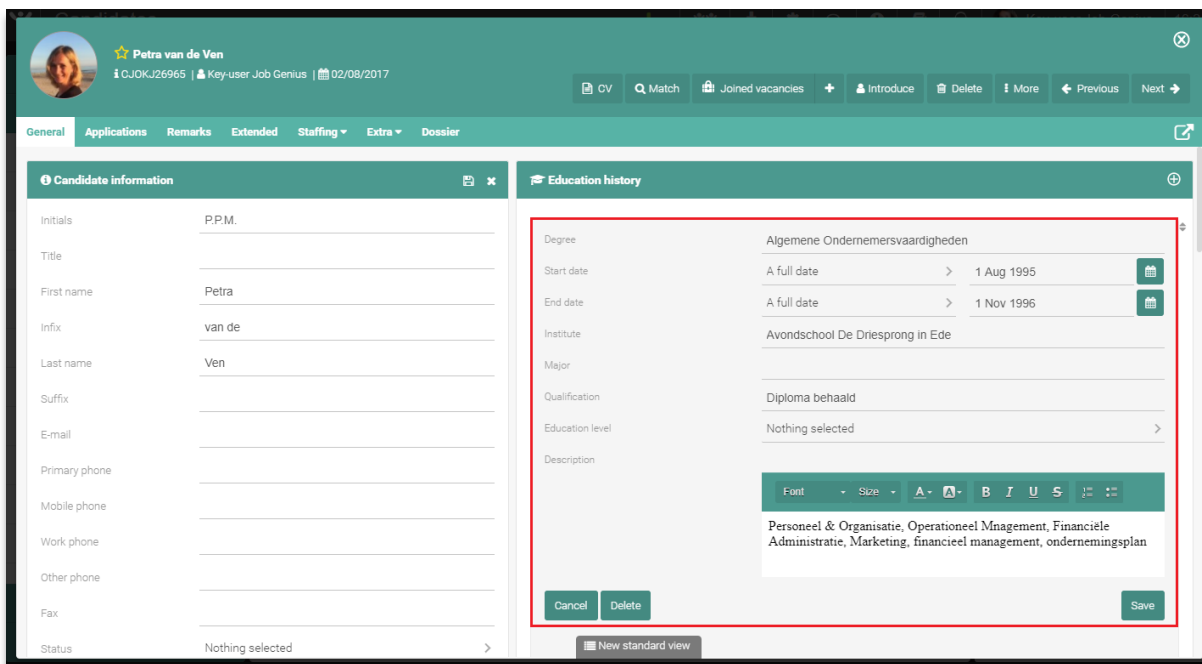 Petra van de Ven
CJOKJ26965 | Key-user Job Genius | 02/08/2017
CV Match Joined vacancies + Introduce Delete More Previous Next
General Applications Remarks Extended Staffing Extra Dossier
Candidate information
Initials P.P.M.
Title
First name Petra
Infix van de
Last name Ven
Suffix
E-mail
Primary phone
Mobile phone
Work phone
Other phone
Fax
Status Nothing selected
Education history
Degree Algemene Ondernemersvaardigheden
Start date A full date 1 Aug 1995
End date A full date 1 Nov 1996
Institute Avondschool De Driesprong in Ede
Major
Qualification Diploma behaald
Education level Nothing selected
Description
Font Size A A B I U S
Personeel & Organisatie, Operationeel Mnagement, Financiële
Administratie, Marketing, financieel management, ondernemingsplan
Cancel Delete Save
New standard view